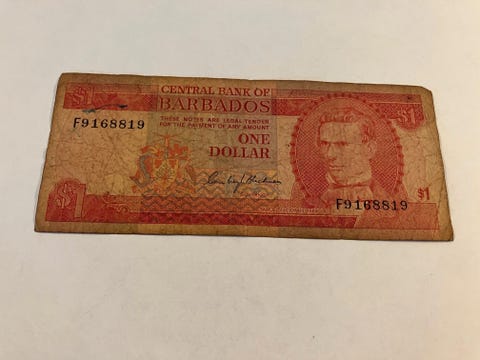 CENTRAL BANK OF
BARBADOS
$1
$1
THESE NOTES ARE LEGAL TENDER
FOR THE PAYMENT OF ANY AMOUNT
F9168819
ONE
DOLLAR
$1
$1
F9168819